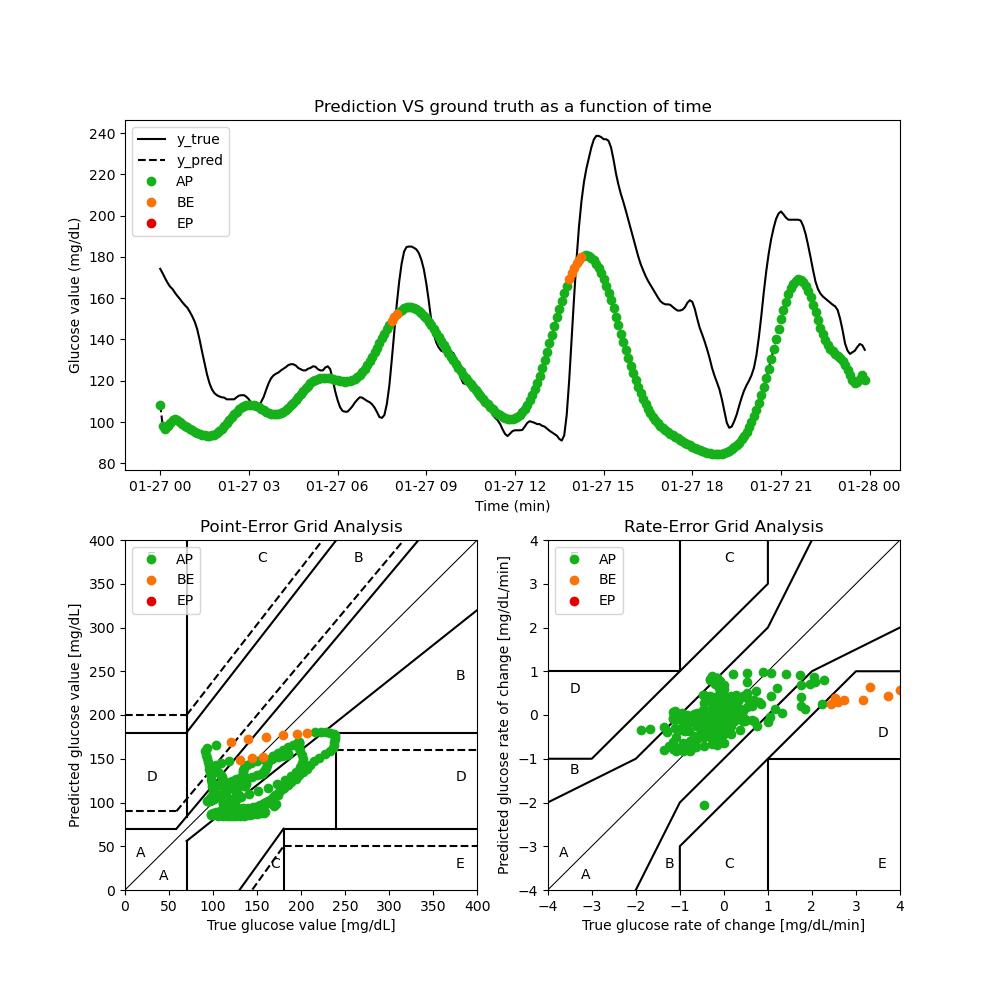 Prediction VS ground truth as a function of time
Glucose value (mg/dL)
240
220
200
180
160
140
120
100
80
y_true
y_pred
AP
BE
EP
01-27 00 01-27 03 01-27 06 01-27 09 01-27 12 01-27 15 01-27 18 01-27 21 01-28 00
Time (min)
Point-Error Grid Analysis
Predicted glucose value [mg/dL]
400
350
300
250
200
150
100
50
0
AP
BE
EP
C
B
B
D
D
A
A
C
E
0 50 100 150 200 250 300 350 400
True glucose value [mg/dL]
Rate-Error Grid Analysis
Predicted glucose rate of change [mg/dL/min]
4
3
2
1
0
−1
−2
−3
−4
AP
BE
EP
C
D
D
B
A
A
B
C
E
−4 −3 −2 −1 0 1 2 3 4
True glucose rate of change [mg/dL/min]